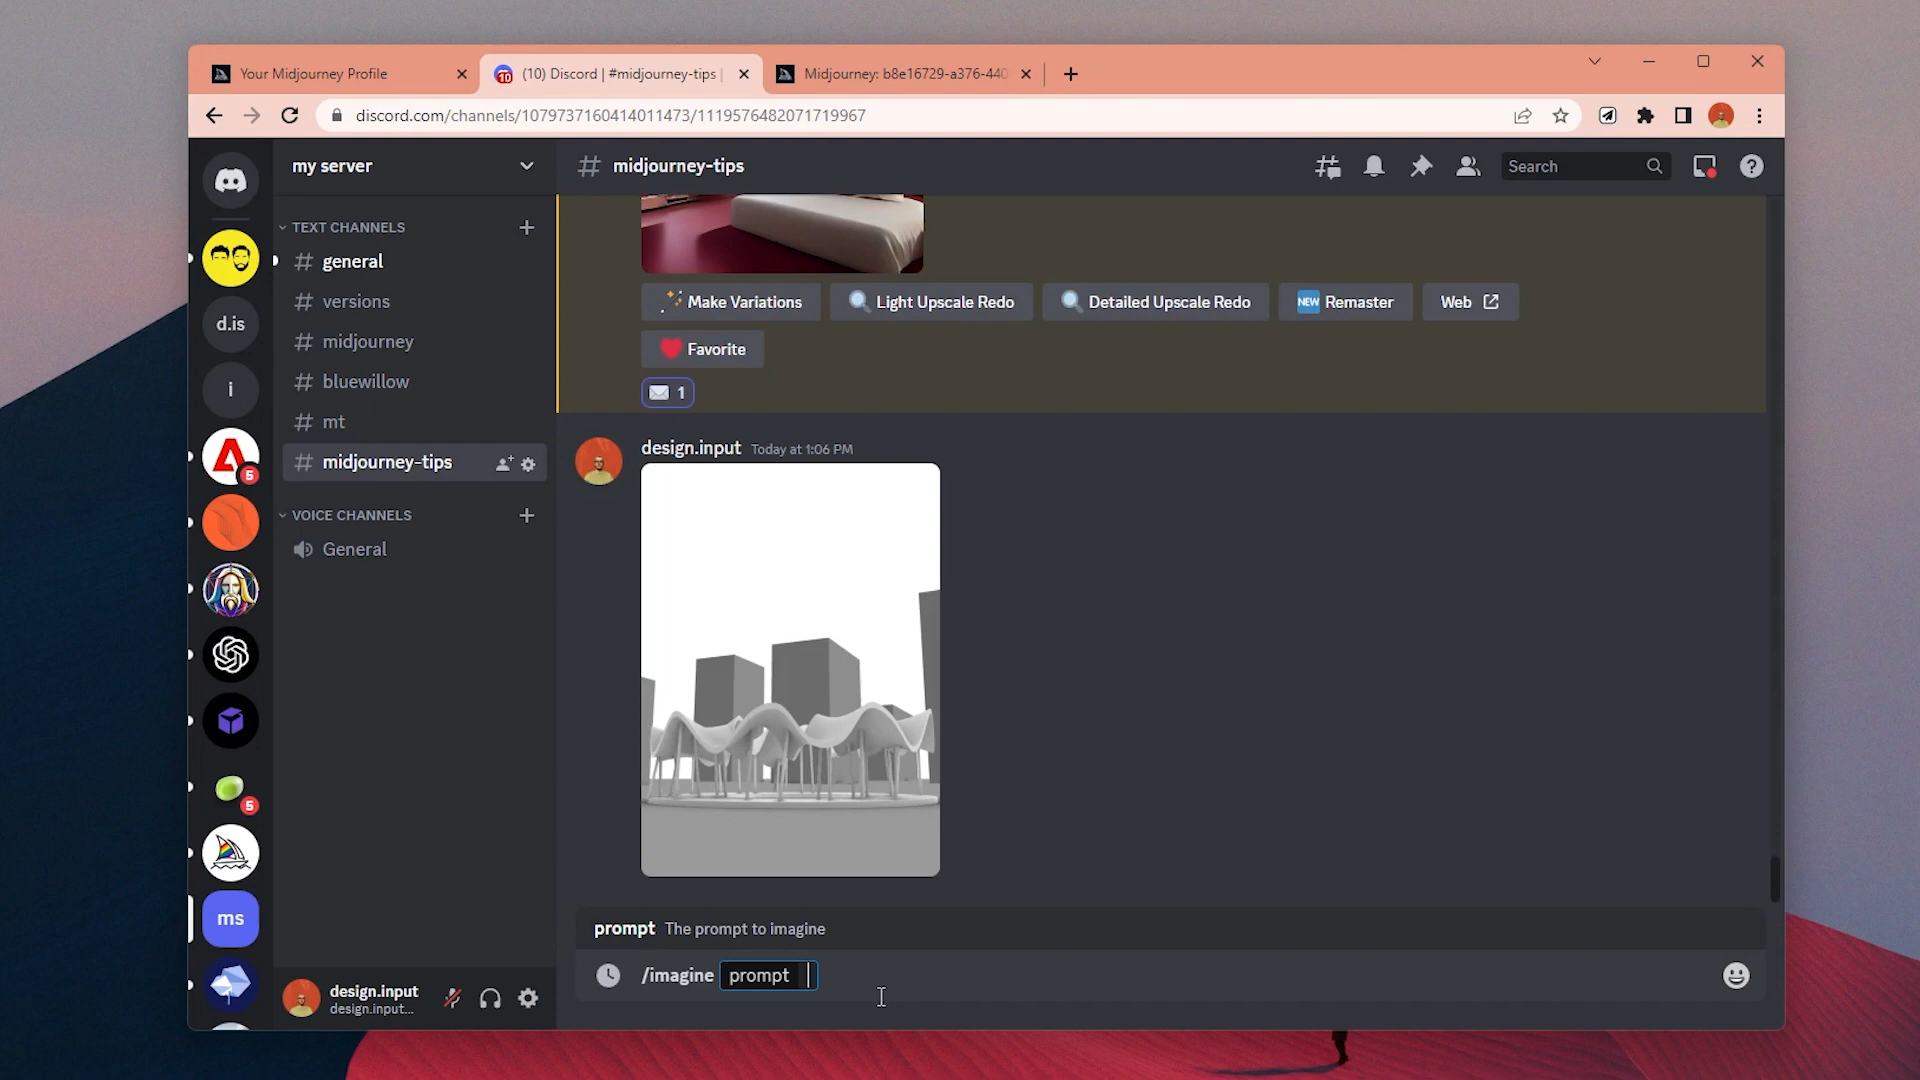 Your Midjourney Profile
(10) Discord | #midjourney-tips |
Midjourney: b8e16729-a376-440
discord.com/channels/1079737160414011473/1119576482071719967
my server
midjourney-tips
Search
TEXT CHANNELS
general
versions
midjourney
bluewillow
mt
midjourney-tips
VOICE CHANNELS
General
d.is
i
5
5
ms
Make Variations
Light Upscale Redo
Detailed Upscale Redo
NEW Remaster
Web
Favorite
1
design.input Today at 1:06 PM
prompt The prompt to imagine
/imagine prompt
design.input
design.input...